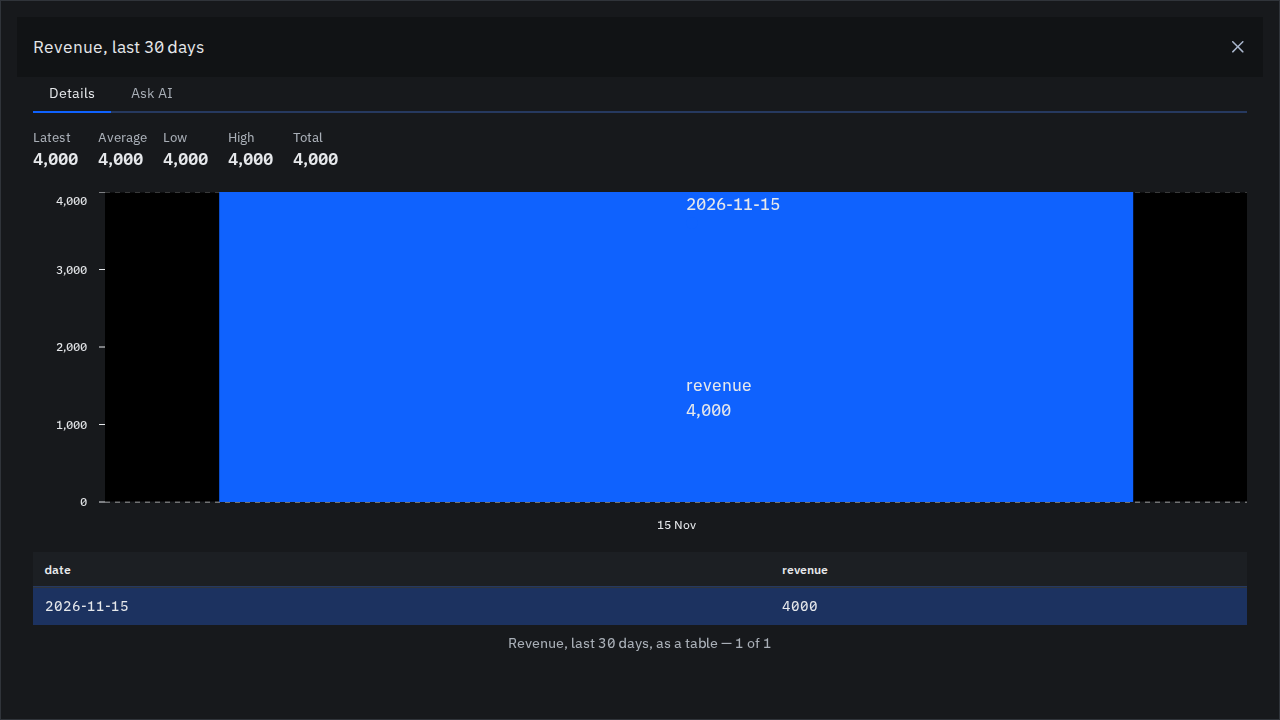 Revenue, last 30 days
Details Ask AI
Latest Average Low High Total
4,000 4,000 4,000 4,000 4,000
4,000
3,000
2,000
1,000
0
2026-11-15
revenue
4,000
15 Nov
date revenue
2026-11-15 4000
Revenue, last 30 days, as a table — 1 of 1